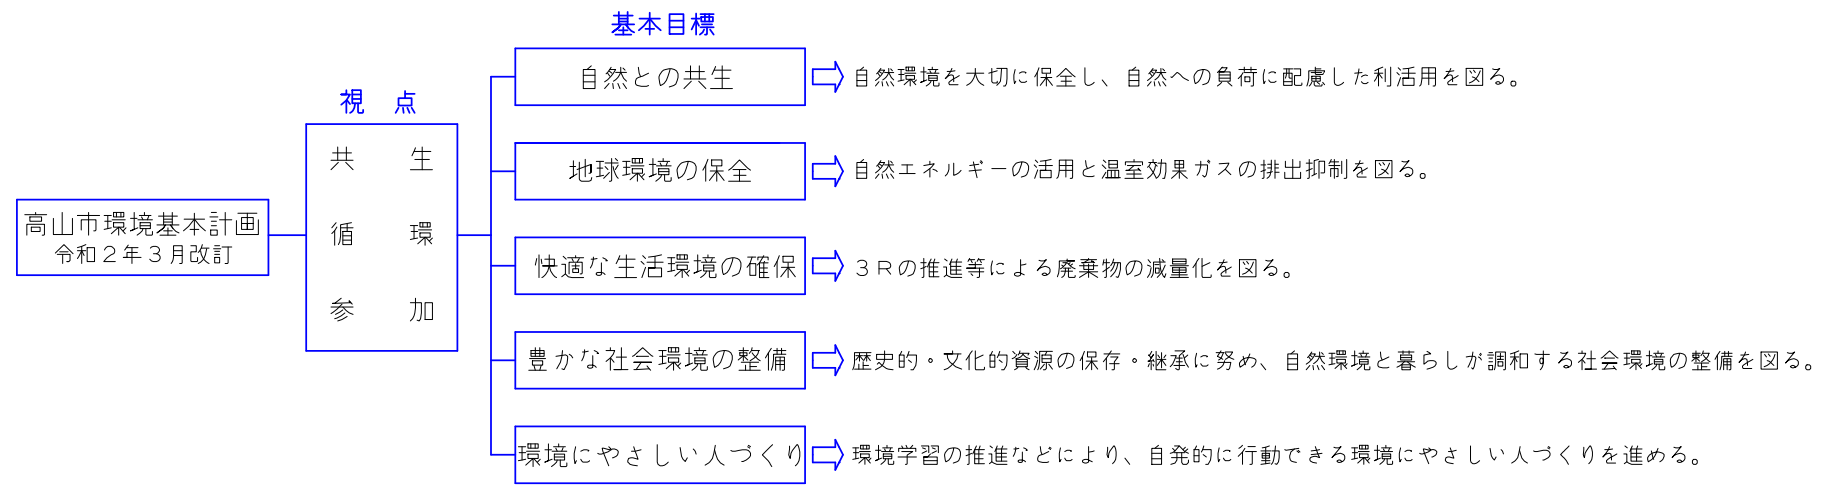 基本目標
視　点
高山市環境基本計画
令和２年３月改訂
共　生
循　環
参　加
自然との共生
自然環境を大切に保全し、自然への負荷に配慮した利活用を図る。
地球環境の保全
自然エネルギーの活用と温室効果ガスの排出抑制を図る。
快適な生活環境の確保
３Ｒの推進等による廃棄物の減量化を図る。
豊かな社会環境の整備
歴史的・文化的資源の保存・継承に努め、自然環境と暮らしが調和する社会環境の整備を図る。
環境にやさしい人づくり
環境学習の推進などにより、自発的に行動できる環境にやさしい人づくりを進める。